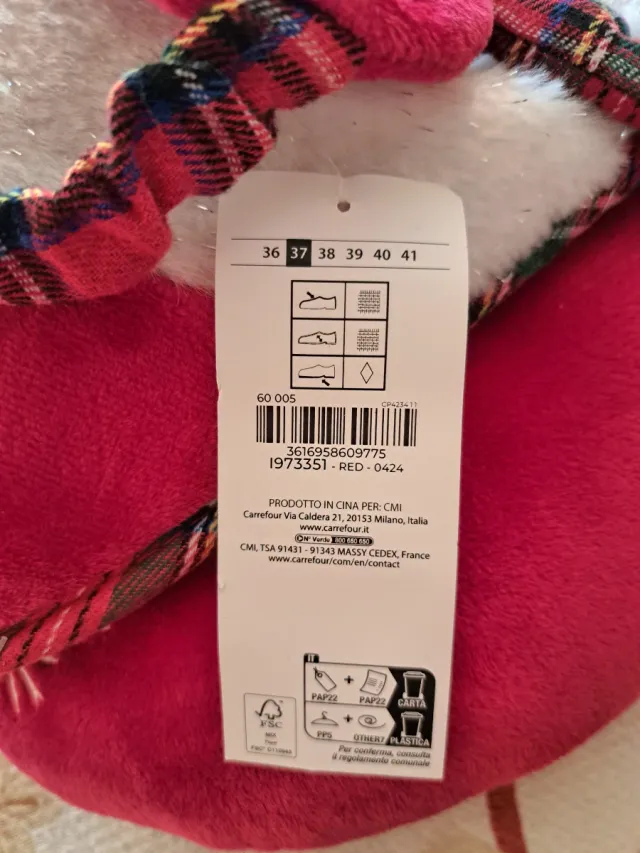 36 37 38 39 40 41
60 005
CP423411
3616958609775
I973351 - RED - 0424
PRODOTTO IN CINA PER: CMI
Carrefour Via Caldera 21, 20153 Milano, Italia
www.carrefour.it
N° Verde 800 650 650
CMI, TSA 91431 - 91343 MASSY CEDEX, France
www.carrefour/com/en/contact
IT
PAP22 + PAP22 CARTA
PP5 + OTHER7 PLASTICA
Per conferma, consulta
il regolamento comunale
FSC
MIX